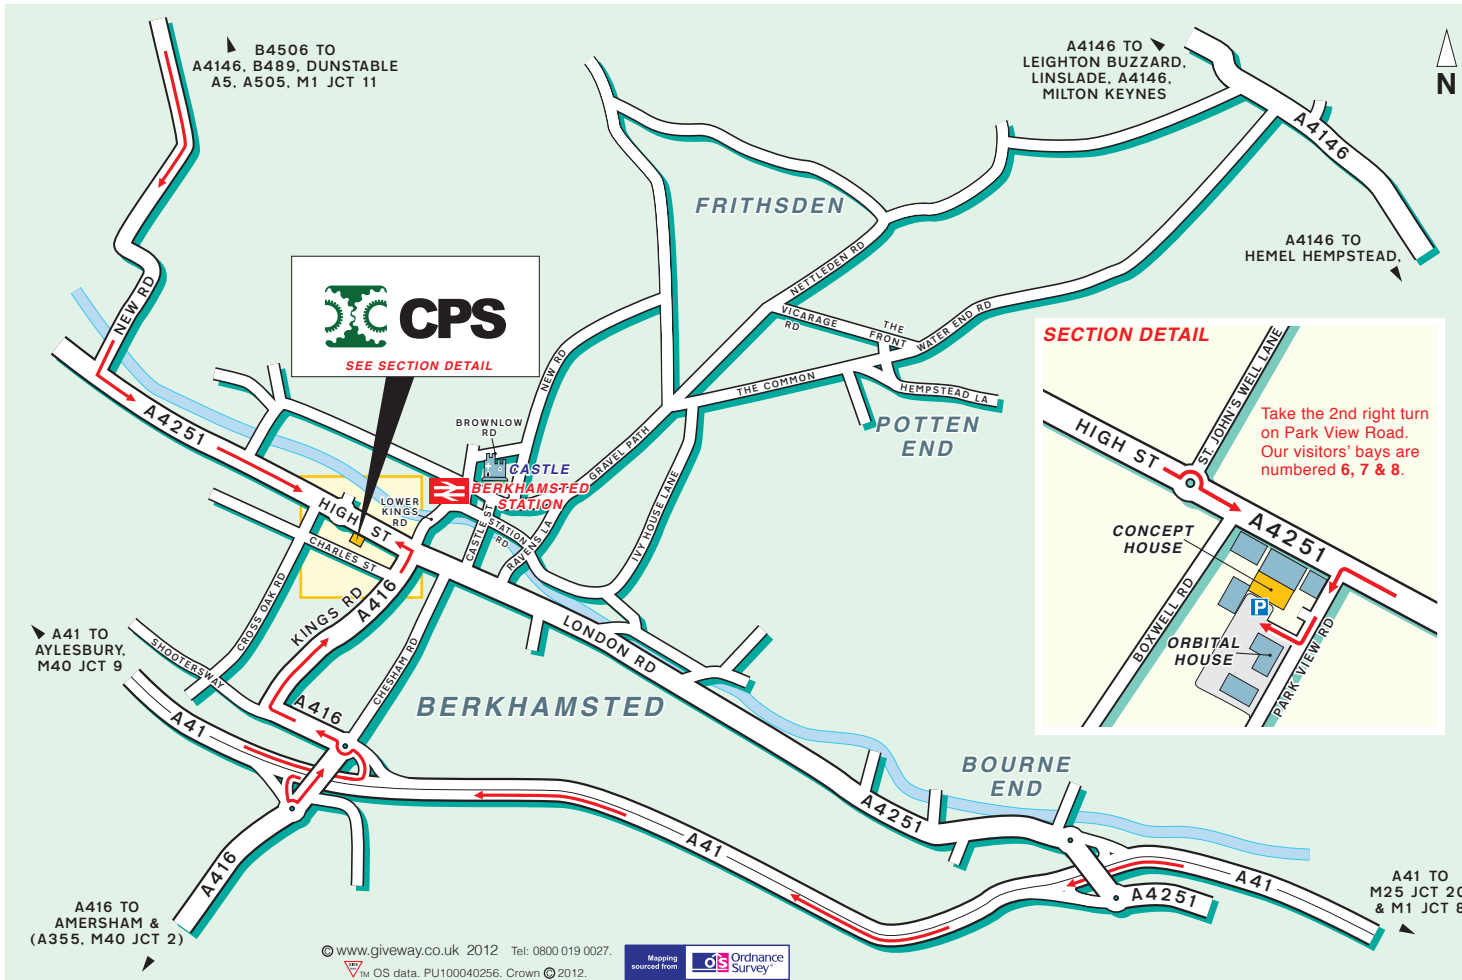 B4506 TO
A4146, B489, DUNSTABLE
A5, A505, M1 JCT 11
A4146 TO
LEIGHTON BUZZARD,
LINSLADE, A4146,
MILTON KEYNES
N
A4146
A4146 TO
HEMEL HEMPSTEAD,
FRITHSDEN
NETTLEDEN RD
VICARAGE
RD
THE
FRONT
WATER END RD
THE COMMON
HEMPSTEAD LA
POTTEN
END
NEW RD
CPS
SEE SECTION DETAIL
NEW RD
BROWNLOW
RD
CASTLE
BERKHAMSTED
STATION
GRAVEL PATH
IVY HOUSE LANE
A4251
HIGH ST
LOWER
KINGS
RD
CASTLE ST
STATION
RD
RAVENS LA
CHARLES ST
CROSS OAK RD
KINGS RD
A416
CHESHAM RD
LONDON RD
SHOOTERSWAY
A41 TO
AYLESBURY,
M40 JCT 9
A41
A416
BERKHAMSTED
BOURNE
END
A4251
A41
A41
A4251
A416
A416 TO
AMERSHAM &
(A355, M40 JCT 2)
A41 TO
M25 JCT 20
& M1 JCT 8
SECTION DETAIL
ST. JOHN'S WELL LANE
HIGH ST
Take the 2nd right turn
on Park View Road.
Our visitors' bays are
numbered 6, 7 & 8.
A4251
CONCEPT
HOUSE
P
BOXWELL RD
ORBITAL
HOUSE
PARK VIEW RD
© www.giveway.co.uk 2012 Tel: 0800 019 0027.
TM OS data. PU100040256. Crown © 2012.
Mapping
sourced from
OS Ordnance
Survey®